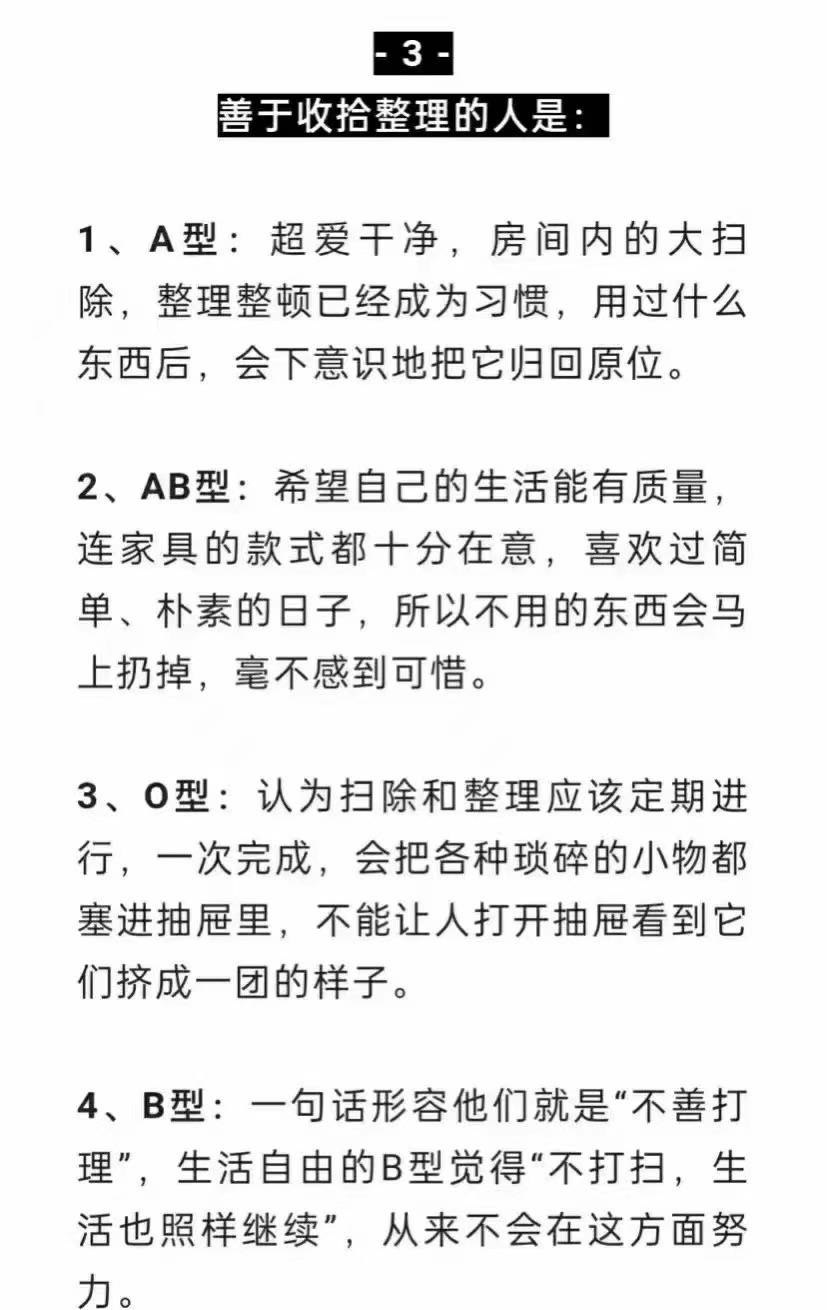 - 3 -
善于收拾整理的人是：
1、A型：超爱干净，房间内的大扫
除，整理整顿已经成为习惯，用过什么
东西后，会下意识地把它归回原位。
2、AB型：希望自己的生活能有质量，
连家具的款式都十分在意，喜欢过简
单、朴素的日子，所以不用的东西会马
上扔掉，毫不感到可惜。
3、O型：认为扫除和整理应该定期进
行，一次完成，会把各种琐碎的小物都
塞进抽屉里，不能让人打开抽屉看到它
们挤成一团的样子。
4、B型：一句话形容他们就是“不善打
理”，生活自由的B型觉得“不打扫，生
活也照样继续”，从来不会在这方面努
力。